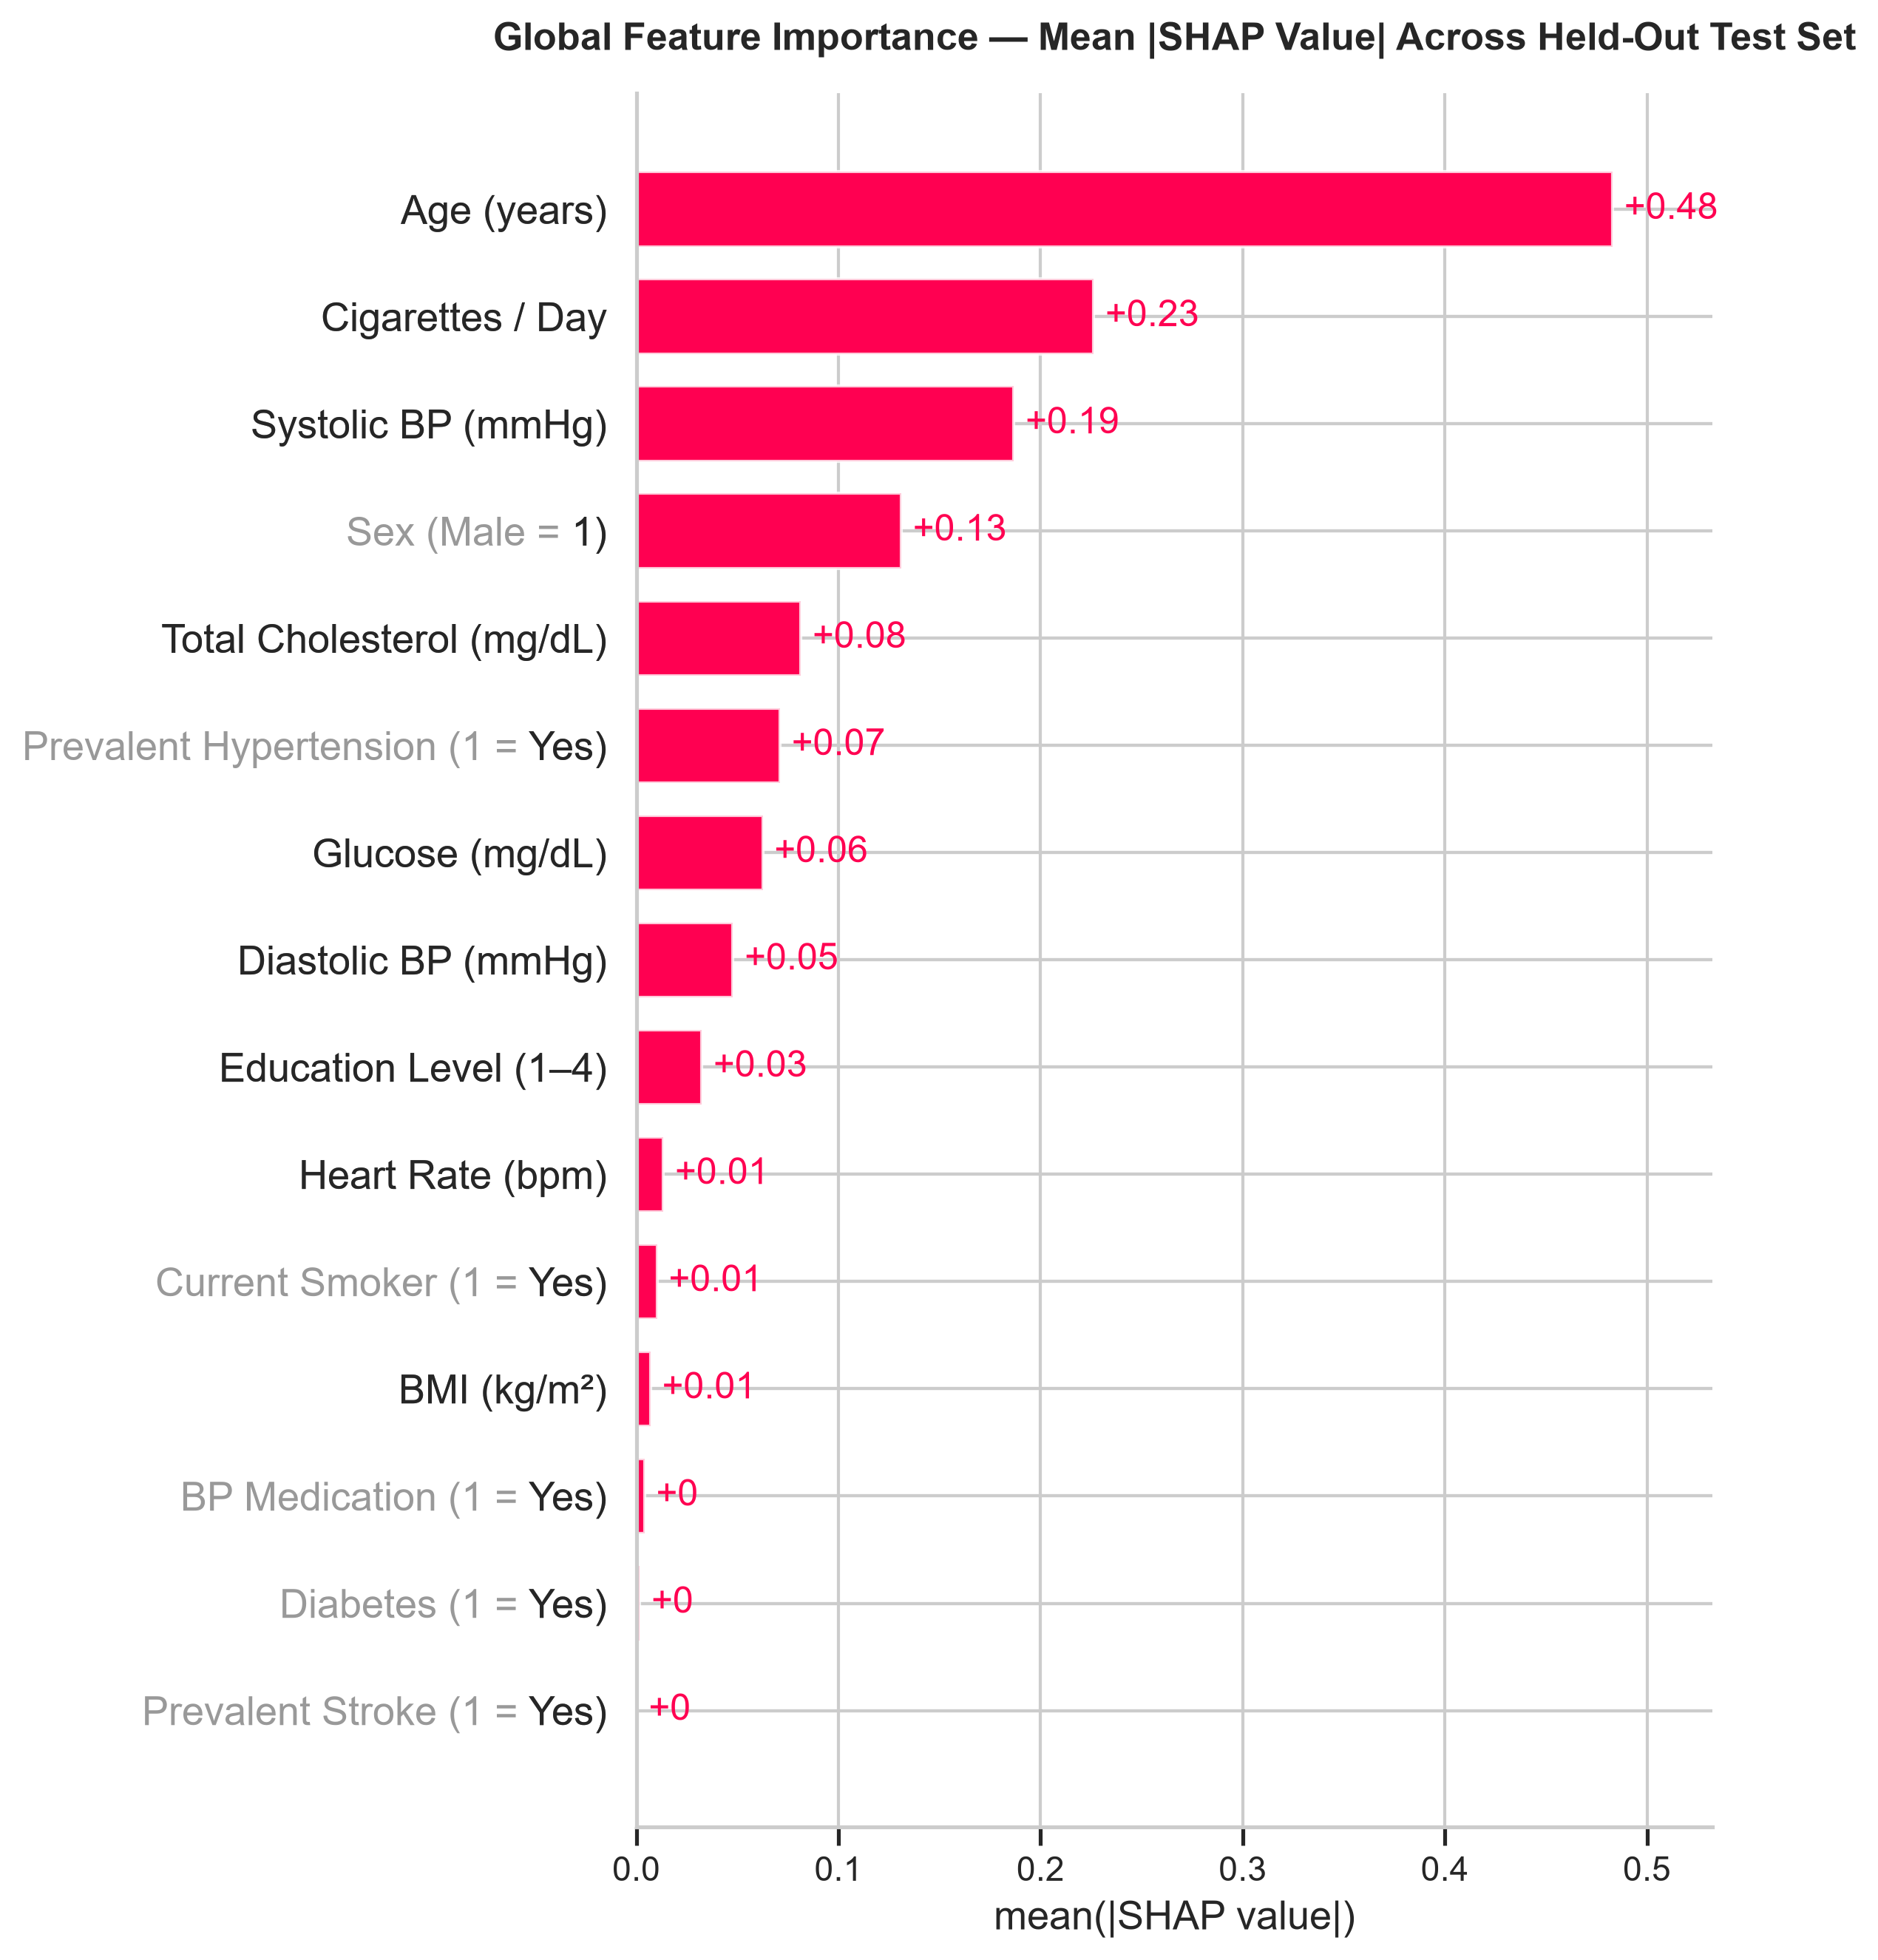 Global Feature Importance — Mean |SHAP Value| Across Held-Out Test Set
Age (years) +0.48
Cigarettes / Day +0.23
Systolic BP (mmHg) +0.19
Sex (Male = 1) +0.13
Total Cholesterol (mg/dL) +0.08
Prevalent Hypertension (1 = Yes) +0.07
Glucose (mg/dL) +0.06
Diastolic BP (mmHg) +0.05
Education Level (1–4) +0.03
Heart Rate (bpm) +0.01
Current Smoker (1 = Yes) +0.01
BMI (kg/m²) +0.01
BP Medication (1 = Yes) +0
Diabetes (1 = Yes) +0
Prevalent Stroke (1 = Yes) +0
0.0 0.1 0.2 0.3 0.4 0.5
mean(|SHAP value|)